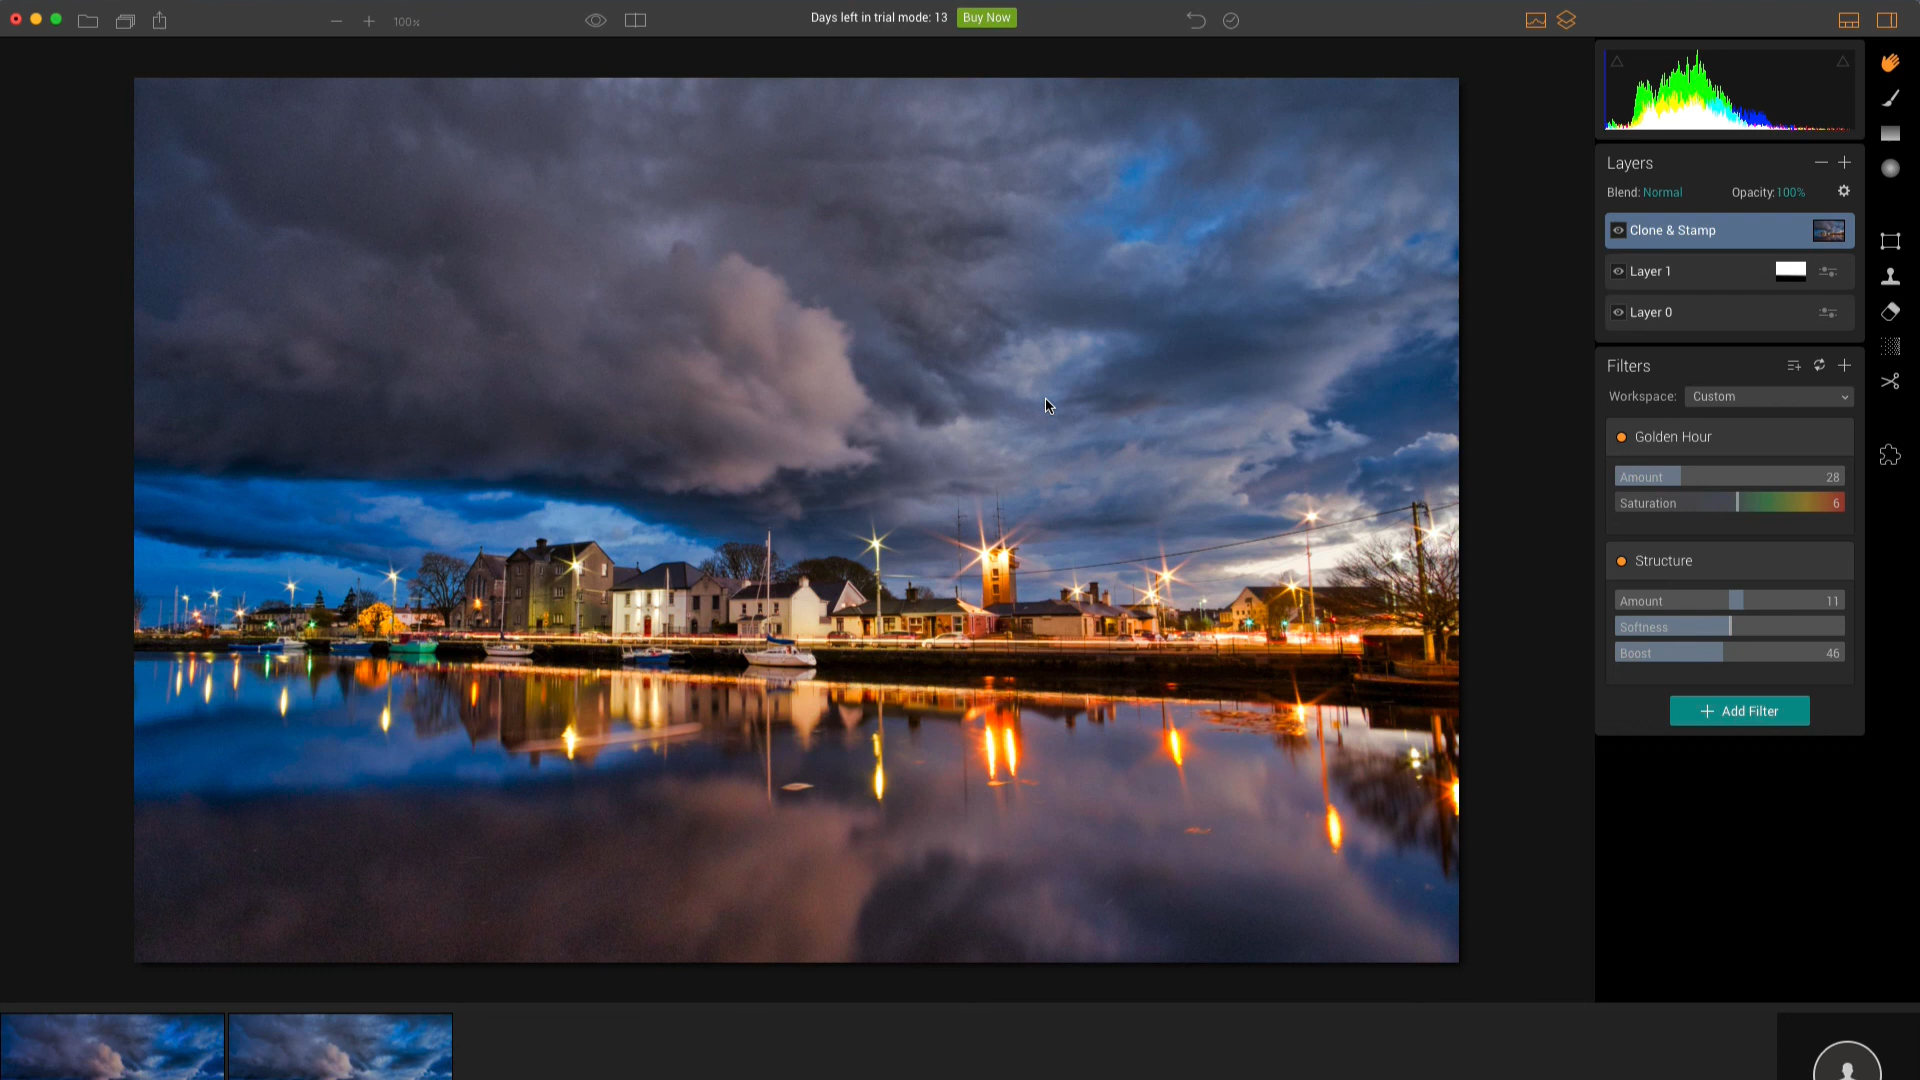 100%
Days left in trial mode: 13
Buy Now
Layers
Blend: Normal
Opacity: 100%
Clone & Stamp
Layer 1
Layer 0
Filters
Workspace: Custom
Golden Hour
Amount 28
Saturation 6
Structure
Amount 11
Softness
Boost 46
Add Filter